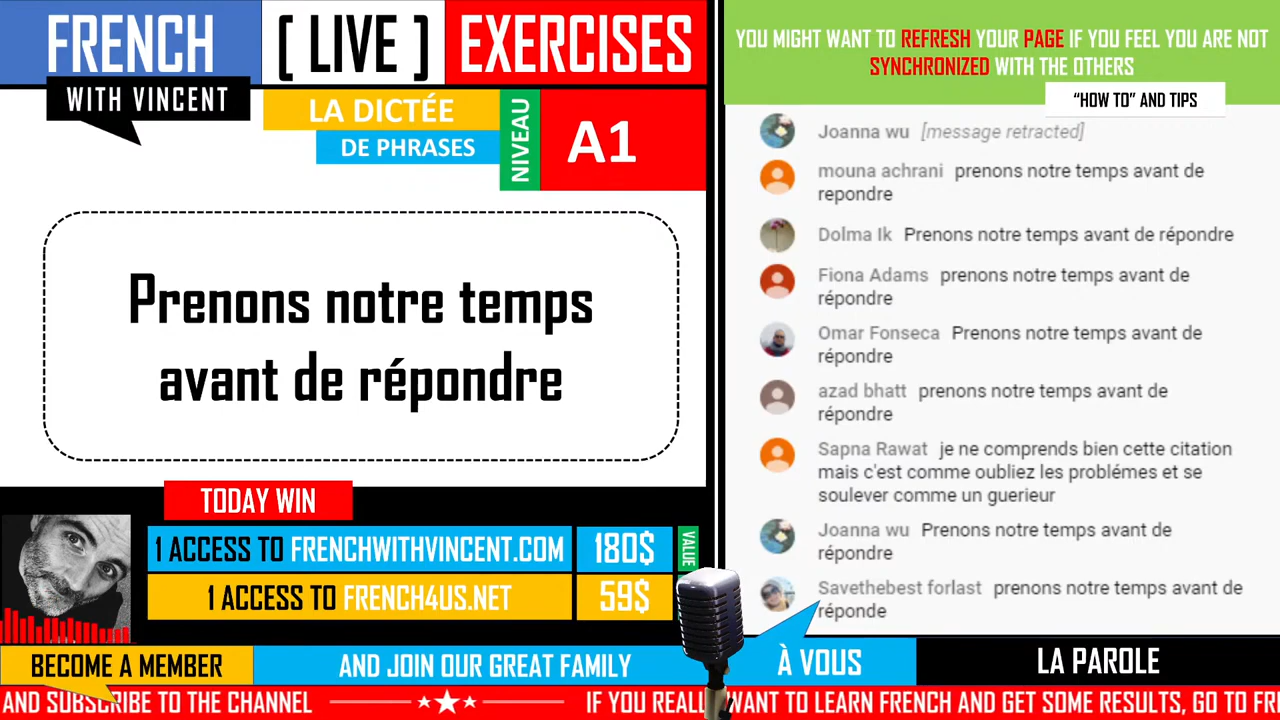 FRENCH
[ LIVE ]
EXERCISES
WITH VINCENT
LA DICTÉE
DE PHRASES
NIVEAU
A1
Prenons notre temps
avant de répondre
TODAY WIN
1 ACCESS TO FRENCHWITHVINCENT.COM
180$
VALUE
1 ACCESS TO FRENCH4US.NET
59$
BECOME A MEMBER
AND JOIN OUR GREAT FAMILY
YOU MIGHT WANT TO REFRESH YOUR PAGE IF YOU FEEL YOU ARE NOT
SYNCHRONIZED WITH THE OTHERS
“HOW TO” AND TIPS
Joanna wu [message retracted]
mouna achrani prenons notre temps avant de
repondre
Dolma lk Prenons notre temps avant de répondre
Fiona Adams prenons notre temps avant de
répondre
Omar Fonseca Prenons notre temps avant de
répondre
azad bhatt prenons notre temps avant de
répondre
Sapna Rawat je ne comprends bien cette citation
mais c'est comme oubliez les problémes et se
soulever comme un guerieur
Joanna wu Prenons notre temps avant de
répondre
Savethebest forlast prenons notre temps avant de
réponde
À VOUS
LA PAROLE
AND SUBSCRIBE TO THE CHANNEL
IF YOU REALL WANT TO LEARN FRENCH AND GET SOME RESULTS, GO TO FR